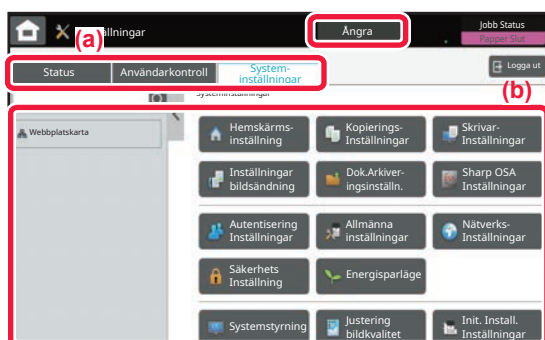 Inställningar
(a)
Ångra
Jobb Status
Papper Slut
Status
Användarkontroll
System-
inställningar
Logga ut
(b)
Systeminställningar
Webbplatskarta
Hemskärms-
inställning
Kopierings-
Inställningar
Skrivar-
Inställningar
Inställningar
bildsändning
Dok.Arkiver-
ingsinställn.
Sharp OSA
Inställningar
Autentisering
Inställningar
Allmänna
inställningar
Nätverks-
Inställningar
Säkerhets
Inställning
Energisparläge
Systemstyrning
Justering
bildkvalitet
Init. Install.
Inställningar